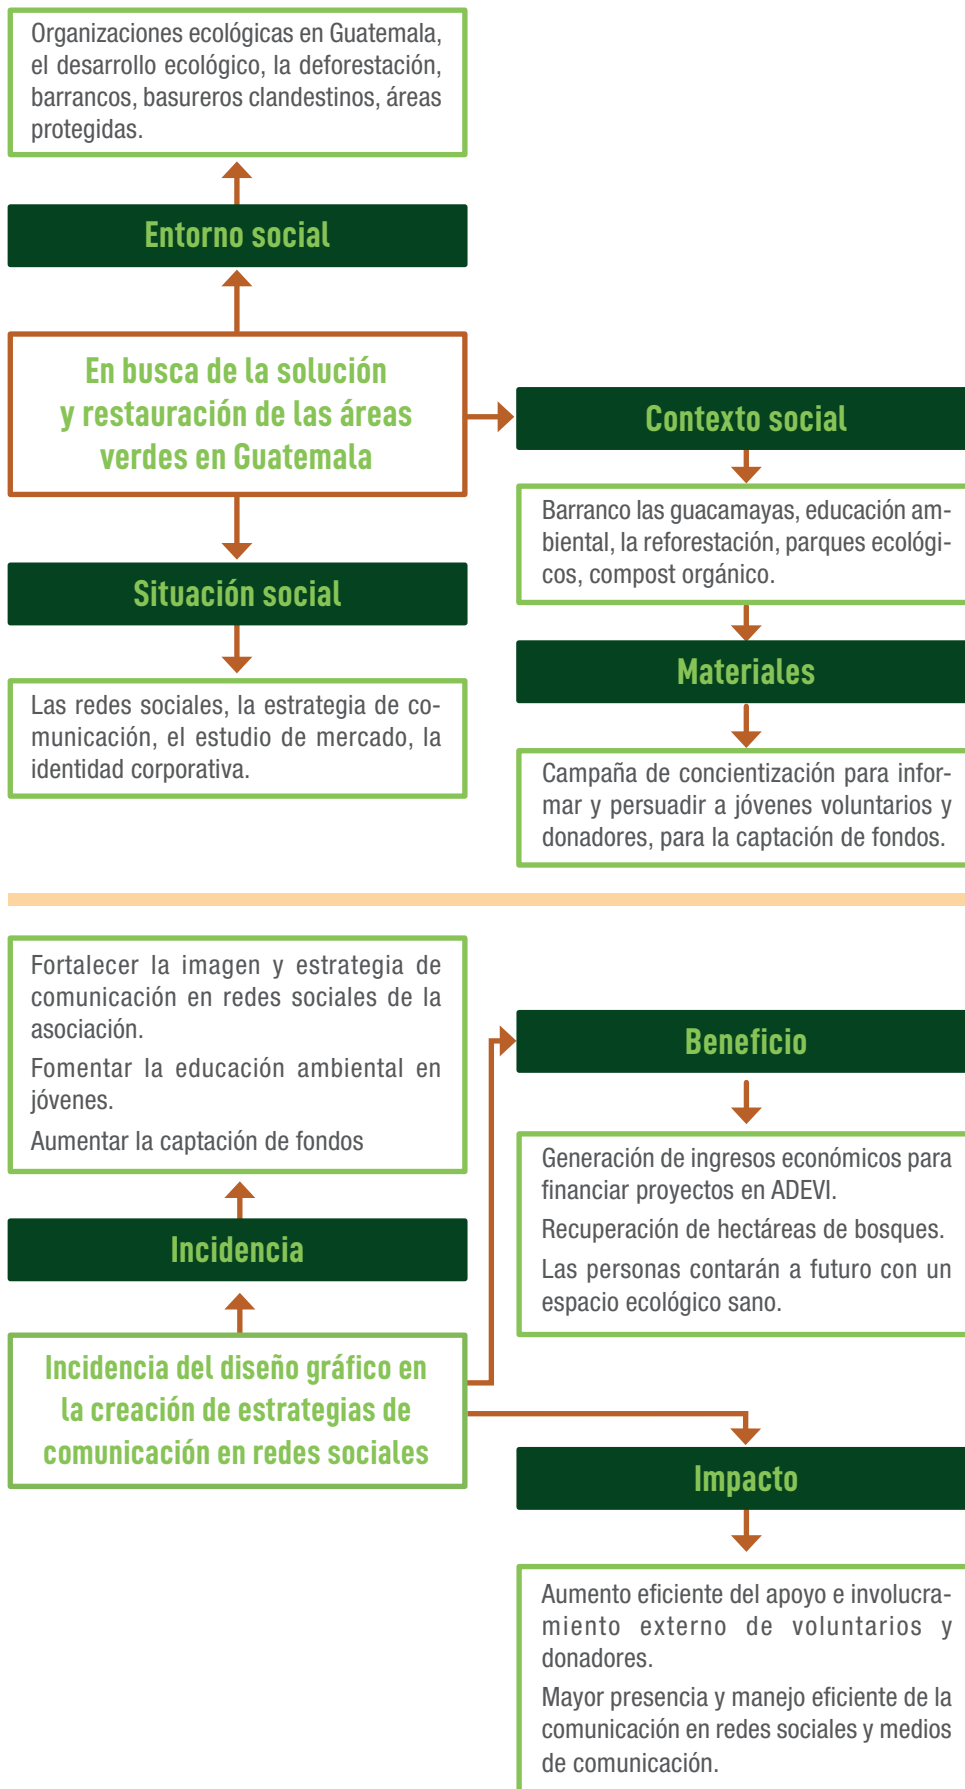 Organizaciones ecológicas en Guatemala,
el desarrollo ecológico, la deforestación,
barrancos, basureros clandestinos, áreas
protegidas.
Entorno social
En busca de la solución
y restauración de las áreas
verdes en Guatemala
Situación social
Las redes sociales, la estrategia de co-
municación, el estudio de mercado, la
identidad corporativa.
Contexto social
Barranco las guacamayas, educación am-
biental, la reforestación, parques ecológi-
cos, compost orgánico.
Materiales
Campaña de concientización para infor-
mar y persuadir a jóvenes voluntarios y
donadores, para la captación de fondos.
Fortalecer la imagen y estrategia de
comunicación en redes sociales de la
asociación.
Fomentar la educación ambiental en
jóvenes.
Aumentar la captación de fondos
Incidencia
Incidencia del diseño gráfico en
la creación de estrategias de
comunicación en redes sociales
Beneficio
Generación de ingresos económicos para
financiar proyectos en ADEVI.
Recuperación de hectáreas de bosques.
Las personas contarán a futuro con un
espacio ecológico sano.
Impacto
Aumento eficiente del apoyo e involucra-
miento externo de voluntarios y
donadores.
Mayor presencia y manejo eficiente de la
comunicación en redes sociales y medios
de comunicación.